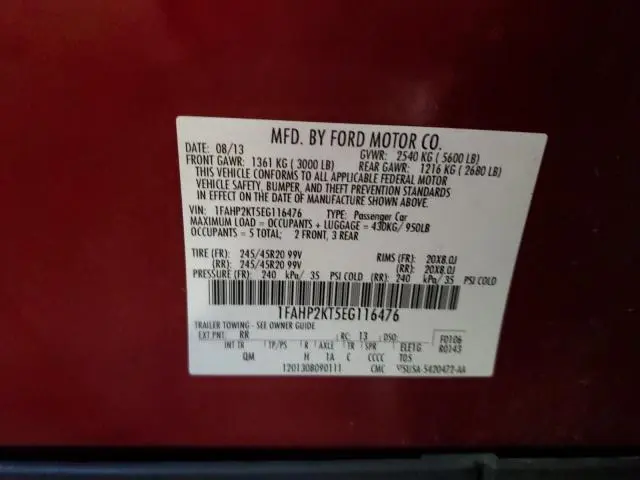 MFD. BY FORD MOTOR CO.
DATE: 08/13 GVWR: 2540 KG ( 5600 LB)
FRONT GAWR: 1361 KG ( 3000 LB) REAR GAWR: 1216 KG ( 2680 LB)
THIS VEHICLE CONFORMS TO ALL APPLICABLE FEDERAL MOTOR
VEHICLE SAFETY, BUMPER, AND THEFT PREVENTION STANDARDS
IN EFFECT ON THE DATE OF MANUFACTURE SHOWN ABOVE.
VIN: 1FAHP2KT5EG116476 TYPE: Passenger Car
MAXIMUM LOAD = OCCUPANTS + LUGGAGE = 430KG/ 950LB
OCCUPANTS = 5 TOTAL; 2 FRONT, 3 REAR
TIRE (FR): 245/45R20 99V RIMS (FR): 20X8.0J
(RR): 245/45R20 99V (RR): 20X8.0J
PRESSURE (FR): 240 kPa/ 35 PSI COLD (RR): 240 kPa/ 35 PSI COLD
1FAHP2KT5EG116476
TRAILER TOWING - SEE OWNER GUIDE
EXT PNT: RR RC: 13 DSO: F0106
R0143
INT TR TP/PS R AXLE TR SPR
QM H 1A C CCCC T05
1201308090111 CMC 5U5A-5420472-AA